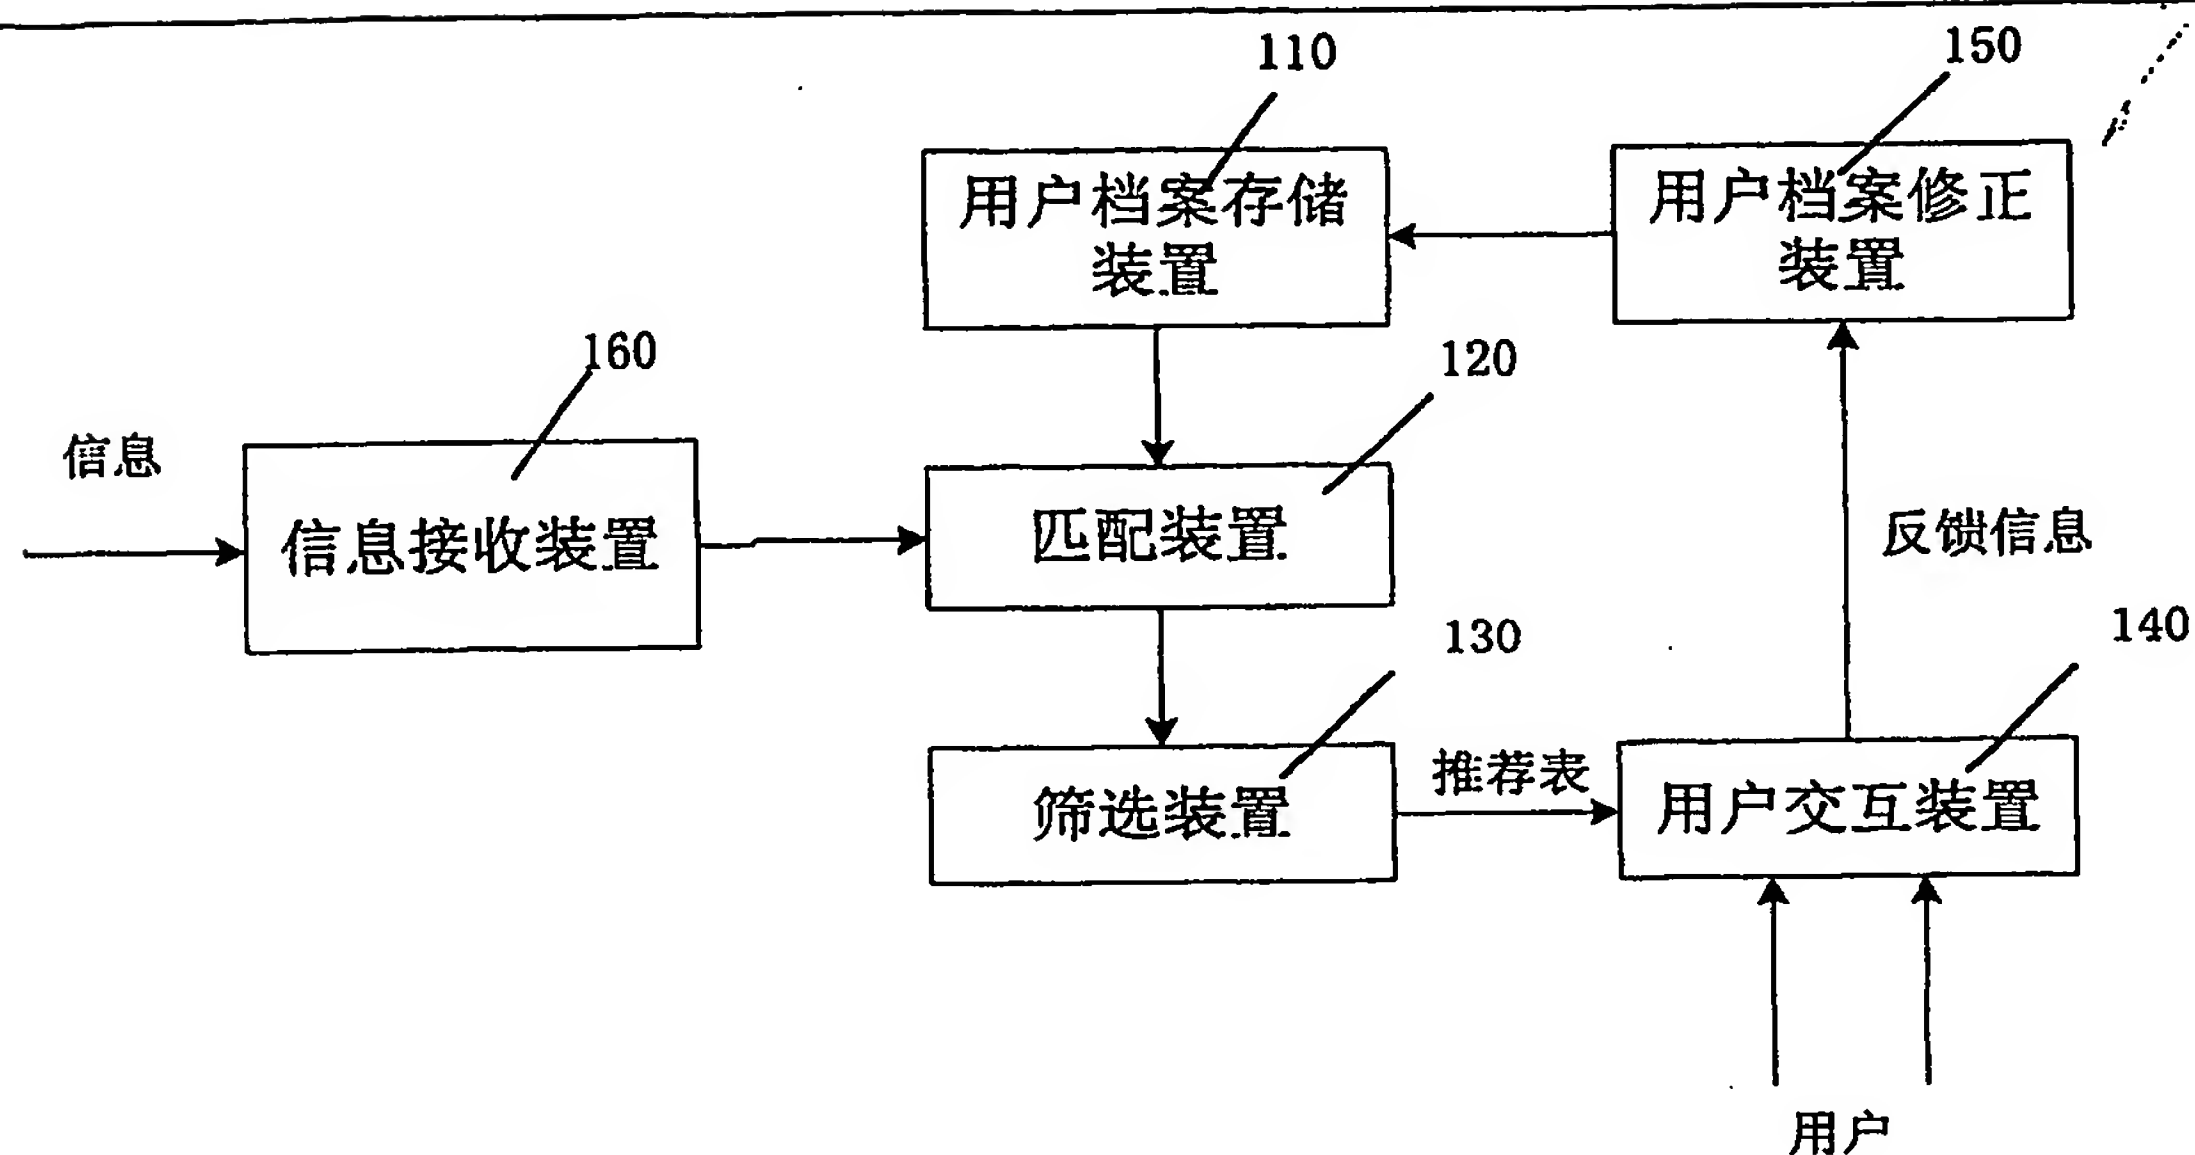 110
150
用户档案存储
装置
用户档案修正
装置
160
120
信息
信息接收装置
匹配装置
反馈信息
130
140
推荐表
筛选装置
用户交互装置
用户